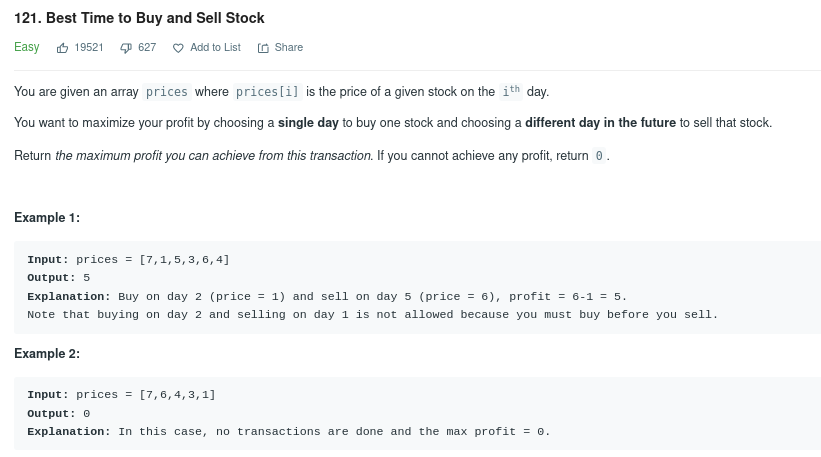 121. Best Time to Buy and Sell Stock
Easy 19521 627 Add to List Share
You are given an array prices where prices[i] is the price of a given stock on the ith day.
You want to maximize your profit by choosing a single day to buy one stock and choosing a different day in the future to sell that stock.
Return the maximum profit you can achieve from this transaction. If you cannot achieve any profit, return 0.
Example 1:
Input: prices = [7,1,5,3,6,4]
Output: 5
Explanation: Buy on day 2 (price = 1) and sell on day 5 (price = 6), profit = 6-1 = 5.
Note that buying on day 2 and selling on day 1 is not allowed because you must buy before you sell.
Example 2:
Input: prices = [7,6,4,3,1]
Output: 0
Explanation: In this case, no transactions are done and the max profit = 0.